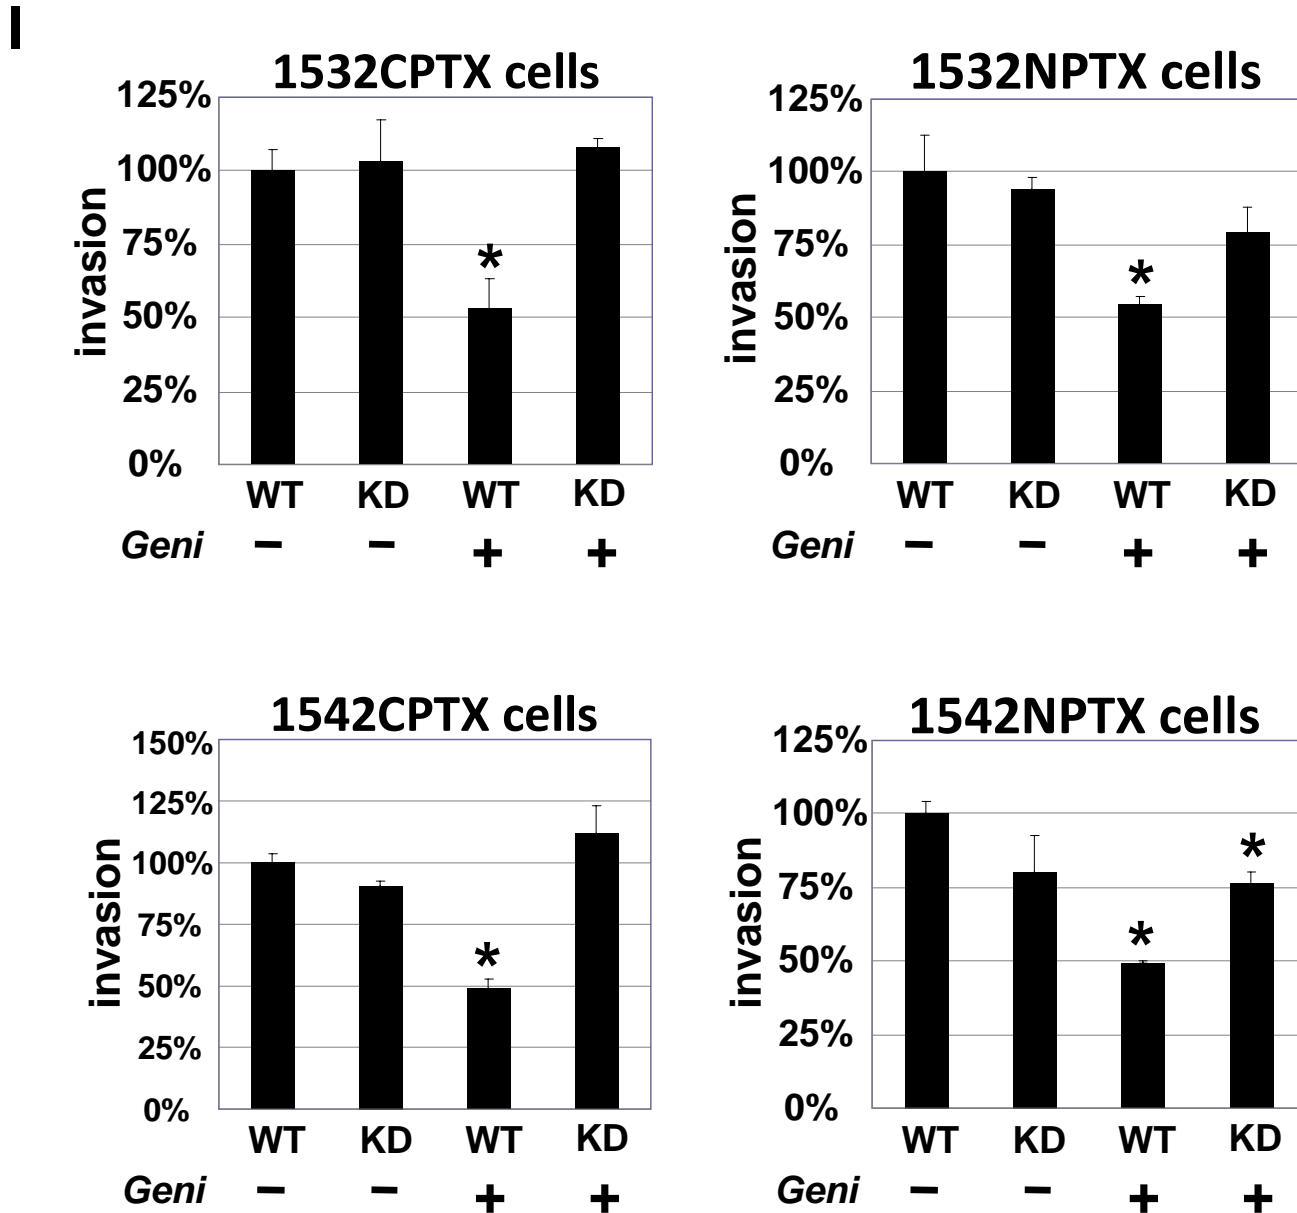 I
1532CPTX cells
125%
100%
75%
50%
25%
0%
invasion
*
WT KD WT KD
Geni − − + +
1532NPTX cells
125%
100%
75%
50%
25%
0%
invasion
*
WT KD WT KD
Geni − − + +
1542CPTX cells
150%
125%
100%
75%
50%
25%
0%
invasion
*
WT KD WT KD
Geni − − + +
1542NPTX cells
125%
100%
75%
50%
25%
0%
invasion
* *
WT KD WT KD
Geni − − + +